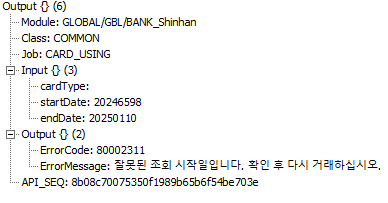 Output {} (6)
Module: GLOBAL/GBL/BANK_Shinhan
Class: COMMON
Job: CARD_USING
Input {} (3)
cardType:
startDate: 20246598
endDate: 20250110
Output {} (2)
ErrorCode: 80002311
ErrorMessage: 잘못된 조회 시작일입니다. 확인 후 다시 거래하십시오.
API_SEQ: 8b08c70075350f1989b65b6f54be703e